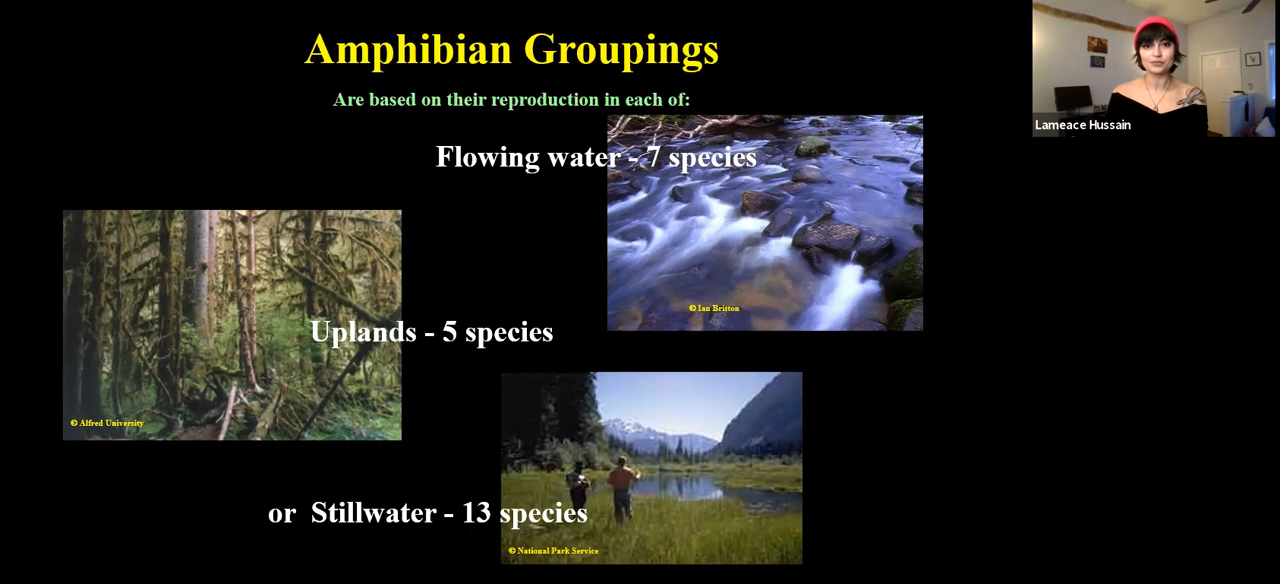 Amphibian Groupings
Are based on their reproduction in each of:
Lameace Hussain
Flowing water - 7 species
© Ian Britton
Uplands - 5 species
© Alfred University
or Stillwater - 13 species
© National Park Service